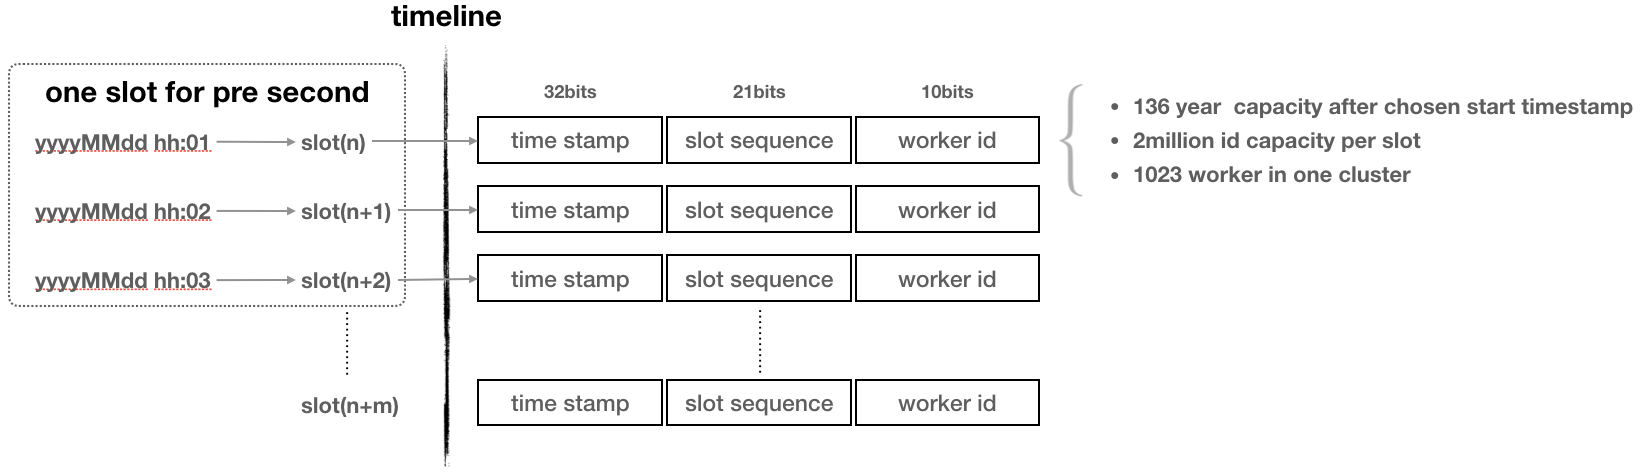 timeline
one slot for pre second
32bits 21bits 10bits
yyyyMMdd hh:01 slot(n) time stamp slot sequence worker id
• 136 year capacity after chosen start timestamp
• 2million id capacity per slot
• 1023 worker in one cluster
yyyyMMdd hh:02 slot(n+1) time stamp slot sequence worker id
yyyyMMdd hh:03 slot(n+2) time stamp slot sequence worker id
slot(n+m) time stamp slot sequence worker id